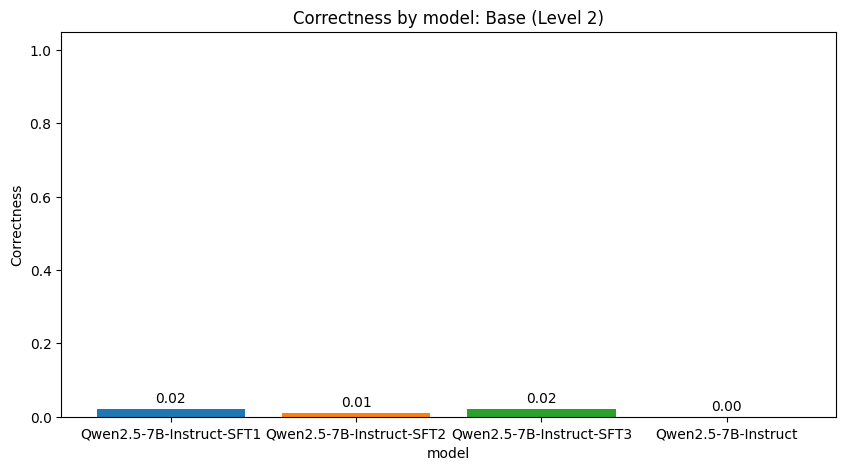 Correctness by model: Base (Level 2)
1.0
0.8
0.6
0.4
0.2
0.0
Correctness
0.02
0.01
0.02
0.00
Qwen2.5-7B-Instruct-SFT1
Qwen2.5-7B-Instruct-SFT2
Qwen2.5-7B-Instruct-SFT3
Qwen2.5-7B-Instruct
model